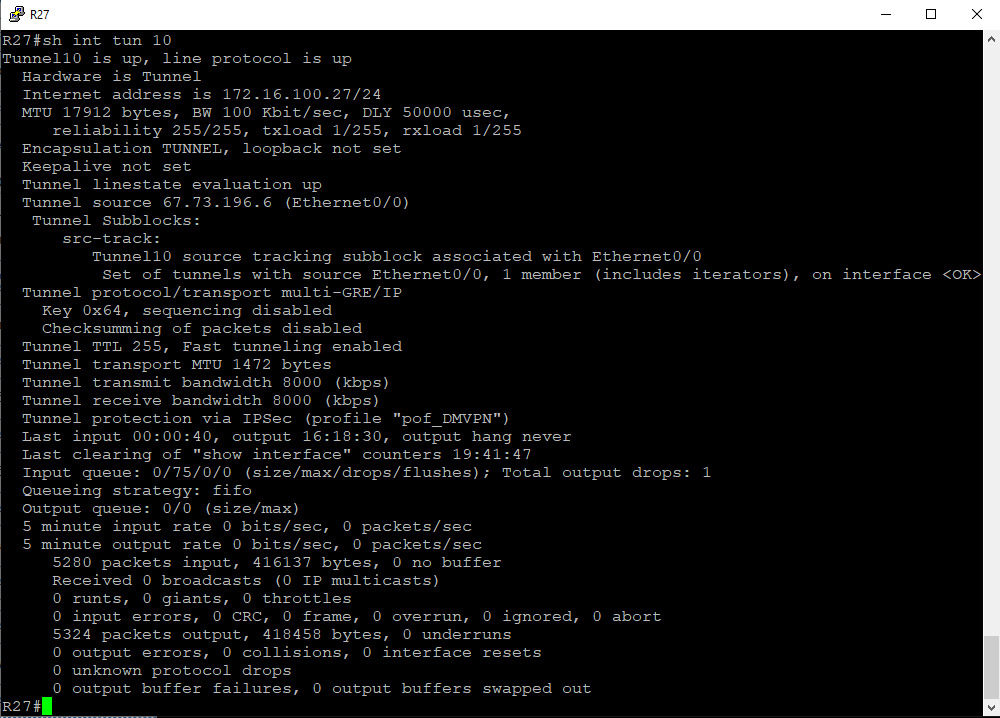 R27
R27#sh int tun 10
Tunnel10 is up, line protocol is up
  Hardware is Tunnel
  Internet address is 172.16.100.27/24
  MTU 17912 bytes, BW 100 Kbit/sec, DLY 50000 usec,
     reliability 255/255, txload 1/255, rxload 1/255
  Encapsulation TUNNEL, loopback not set
  Keepalive not set
  Tunnel linestate evaluation up
  Tunnel source 67.73.196.6 (Ethernet0/0)
   Tunnel Subblocks:
      src-track:
         Tunnel10 source tracking subblock associated with Ethernet0/0
          Set of tunnels with source Ethernet0/0, 1 member (includes iterators), on interface <OK>
  Tunnel protocol/transport multi-GRE/IP
    Key 0x64, sequencing disabled
    Checksumming of packets disabled
  Tunnel TTL 255, Fast tunneling enabled
  Tunnel transport MTU 1472 bytes
  Tunnel transmit bandwidth 8000 (kbps)
  Tunnel receive bandwidth 8000 (kbps)
  Tunnel protection via IPSec (profile "pof_DMVPN")
  Last input 00:00:40, output 16:18:30, output hang never
  Last clearing of "show interface" counters 19:41:47
  Input queue: 0/75/0/0 (size/max/drops/flushes); Total output drops: 1
  Queueing strategy: fifo
  Output queue: 0/0 (size/max)
  5 minute input rate 0 bits/sec, 0 packets/sec
  5 minute output rate 0 bits/sec, 0 packets/sec
     5280 packets input, 416137 bytes, 0 no buffer
     Received 0 broadcasts (0 IP multicasts)
     0 runts, 0 giants, 0 throttles
     0 input errors, 0 CRC, 0 frame, 0 overrun, 0 ignored, 0 abort
     5324 packets output, 418458 bytes, 0 underruns
     0 output errors, 0 collisions, 0 interface resets
     0 unknown protocol drops
     0 output buffer failures, 0 output buffers swapped out
R27#